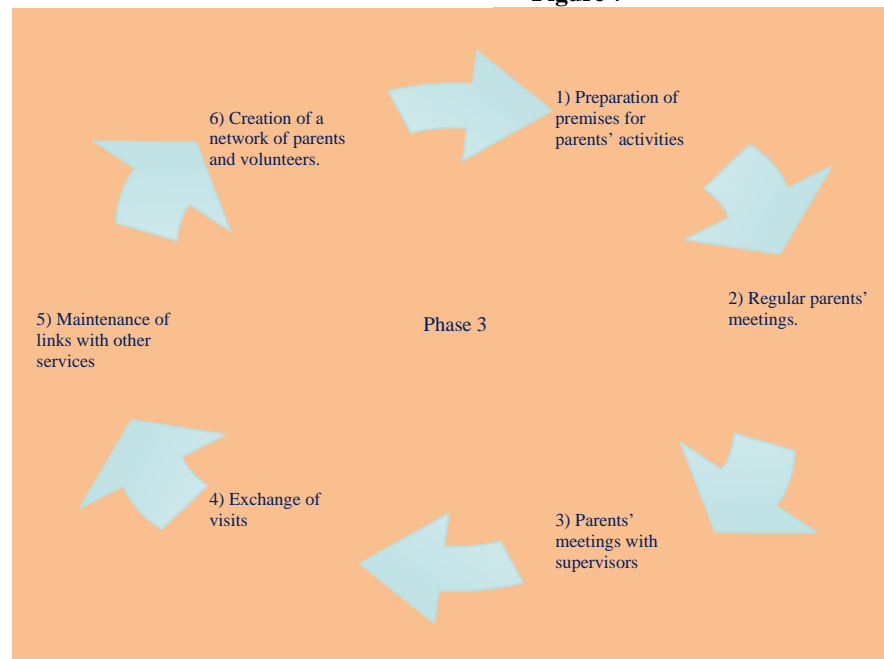 1) Preparation of
premises for
parents’ activities
2) Regular parents’
meetings.
3) Parents’
meetings with
supervisors
4) Exchange of
visits
5) Maintenance of
links with other
services
6) Creation of a
network of parents
and volunteers.
Phase 3